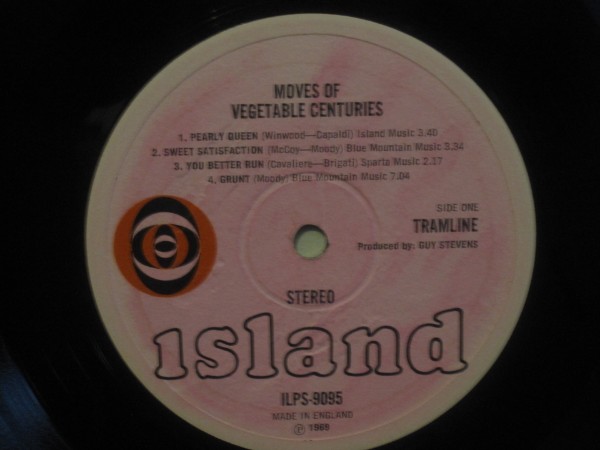 MOVES OF
VEGETABLE CENTURIES
1. PEARLY QUEEN (Winwood—Capaldi) Island Music 3.40
2. SWEET SATISFACTION (McCoy—Moody) Blue Mountain Music 3.34
3. YOU BETTER RUN (Cavaliere—Brigati) Sparta Music 2.17
4. GRUNT (Moody) Blue Mountain Music 7.04
SIDE ONE
TRAMLINE
Produced by: GUY STEVENS
STEREO
island
ILPS-9095
MADE IN ENGLAND
℗ 1969